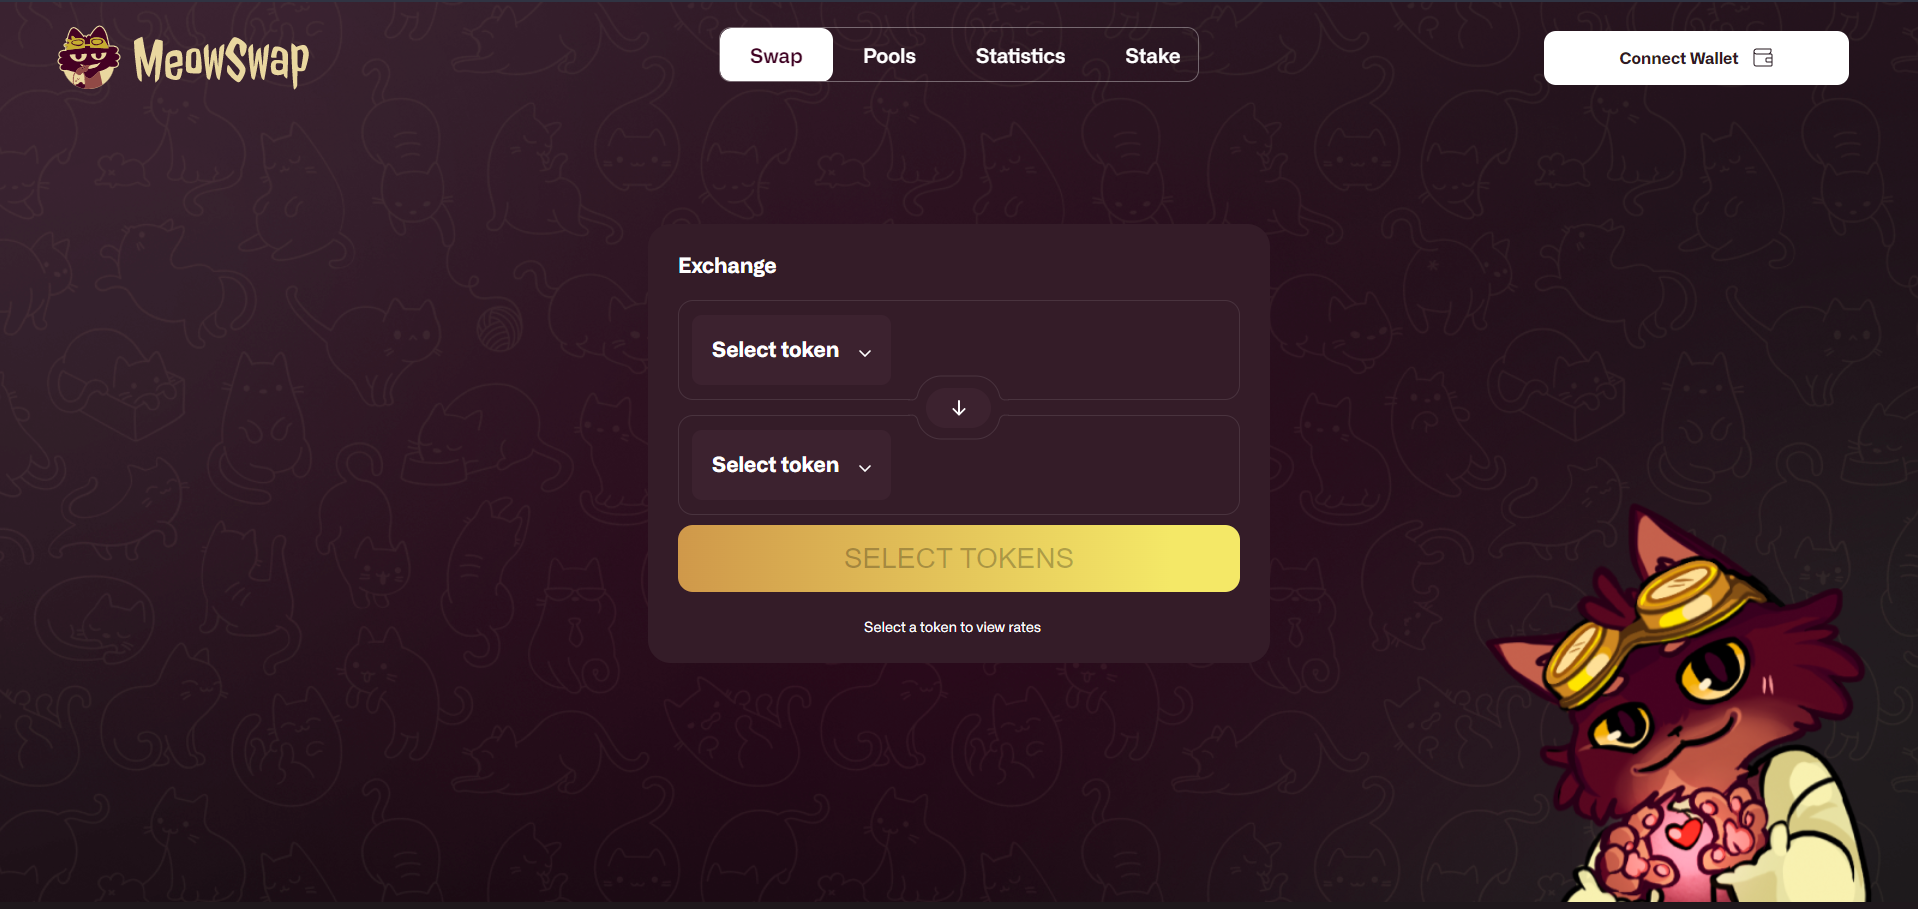 MeowSwap
Swap
Pools
Statistics
Stake
Connect Wallet
Exchange
Select token
Select token
SELECT TOKENS
Select a token to view rates